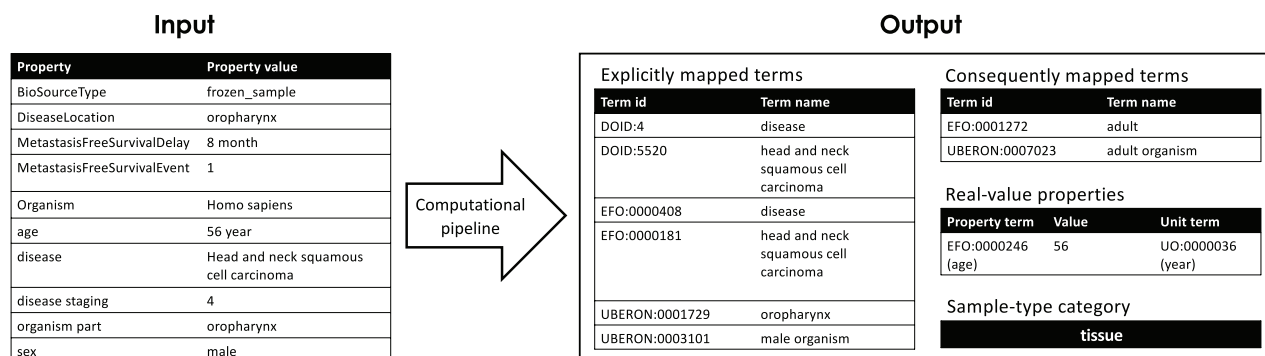 Input
Property Property value
BioSourceType frozen_sample
DiseaseLocation oropharynx
MetastasisFreeSurvivalDelay 8 month
MetastasisFreeSurvivalEvent 1
Organism Homo sapiens
age 56 year
disease Head and neck squamous
cell carcinoma
disease staging 4
organism part oropharynx
sex male
Computational
pipeline
Output
Explicitly mapped terms
Term id Term name
DOID:4 disease
DOID:5520 head and neck
squamous cell
carcinoma
EFO:0000408 disease
EFO:0000181 head and neck
squamous cell
carcinoma
UBERON:0001729 oropharynx
UBERON:0003101 male organism
Consequently mapped terms
Term id Term name
EFO:0001272 adult
UBERON:0007023 adult organism
Real-value properties
Property term Value Unit term
EFO:0000246 56 UO:0000036
(age) (year)
Sample-type category
tissue